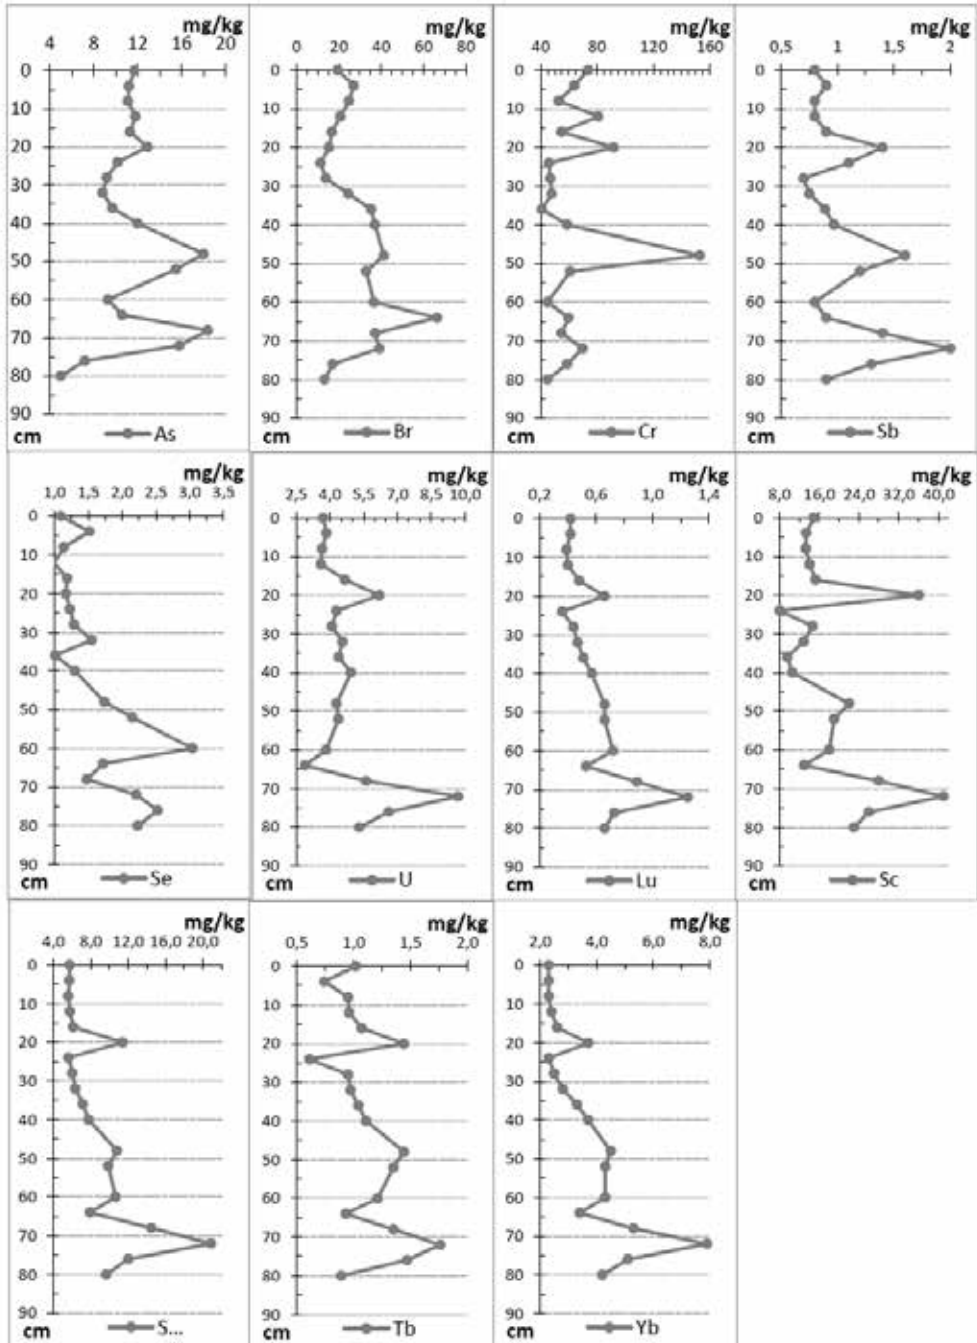 mg/kg mg/kg mg/kg mg/kg
4 8 12 16 20 0 20 40 60 80 40 80 120 160 0,5 1 1,5 2
0 0 0 0
10 10 10 10
20 20 20 20
30 30 30 30
40 40 40 40
50 50 50 50
60 60 60 60
70 70 70 70
80 80 80 80
90 90 90 90
cm As cm Br cm Cr cm Sb
mg/kg mg/kg mg/kg mg/kg
1,0 1,5 2,0 2,5 3,0 3,5 2,5 4,0 5,5 7,0 8,5 10,0 0,2 0,6 1,0 1,4 8,0 16,0 24,0 32,0 40,0
0 0 0 0
10 10 10 10
20 20 20 20
30 30 30 30
40 40 40 40
50 50 50 50
60 60 60 60
70 70 70 70
80 80 80 80
90 90 90 90
cm Se cm U cm Lu cm Sc
mg/kg mg/kg mg/kg
4,0 8,0 12,0 16,0 20,0 0,5 1,0 1,5 2,0 2,0 4,0 6,0 8,0
0 0 0
10 10 10
20 20 20
30 30 30
40 40 40
50 50 50
60 60 60
70 70 70
80 80 80
90 90 90
cm S... cm Tb cm Yb